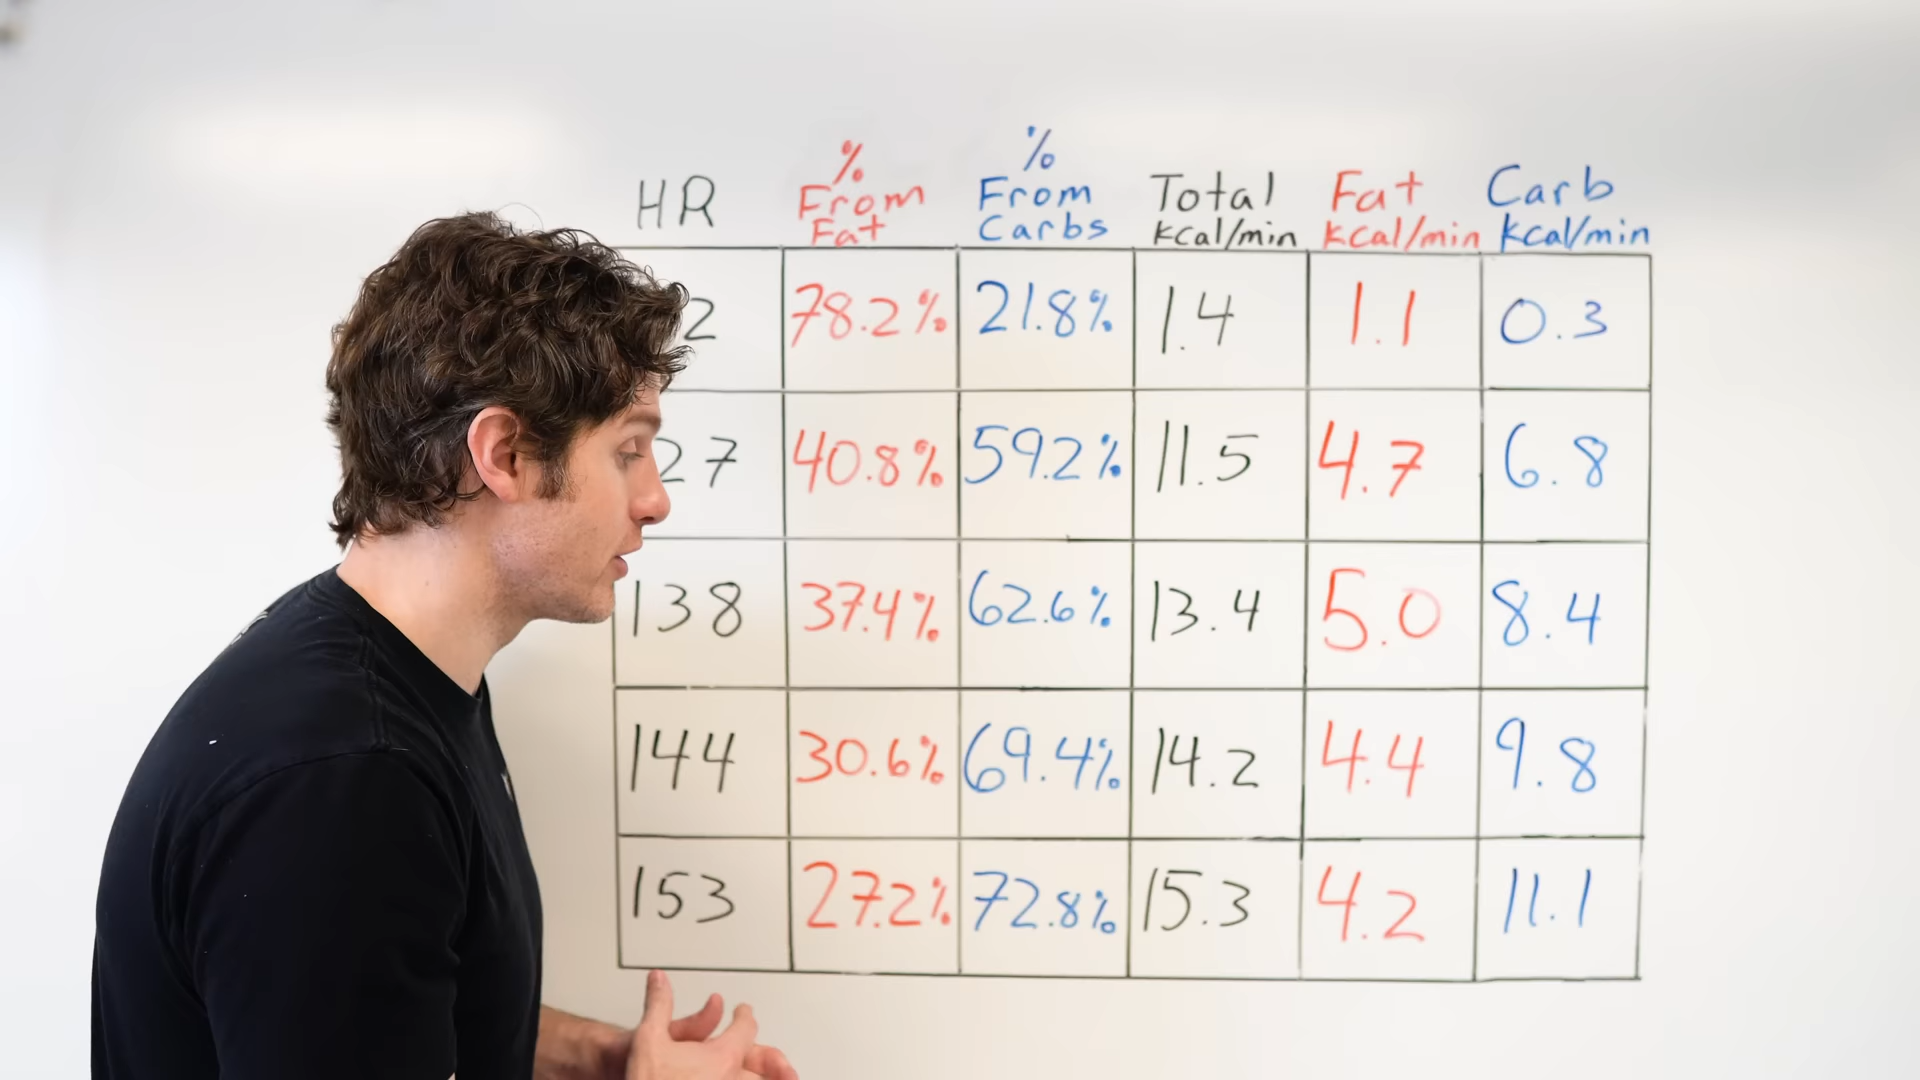 HR % From Fat % From Carbs Total kcal/min Fat kcal/min Carb kcal/min
2 78.2% 21.8% 1.4 1.1 0.3
27 40.8% 59.2% 11.5 4.7 6.8
138 37.4% 62.6% 13.4 5.0 8.4
144 30.6% 69.4% 14.2 4.4 9.8
153 27.2% 72.8% 15.3 4.2 11.1